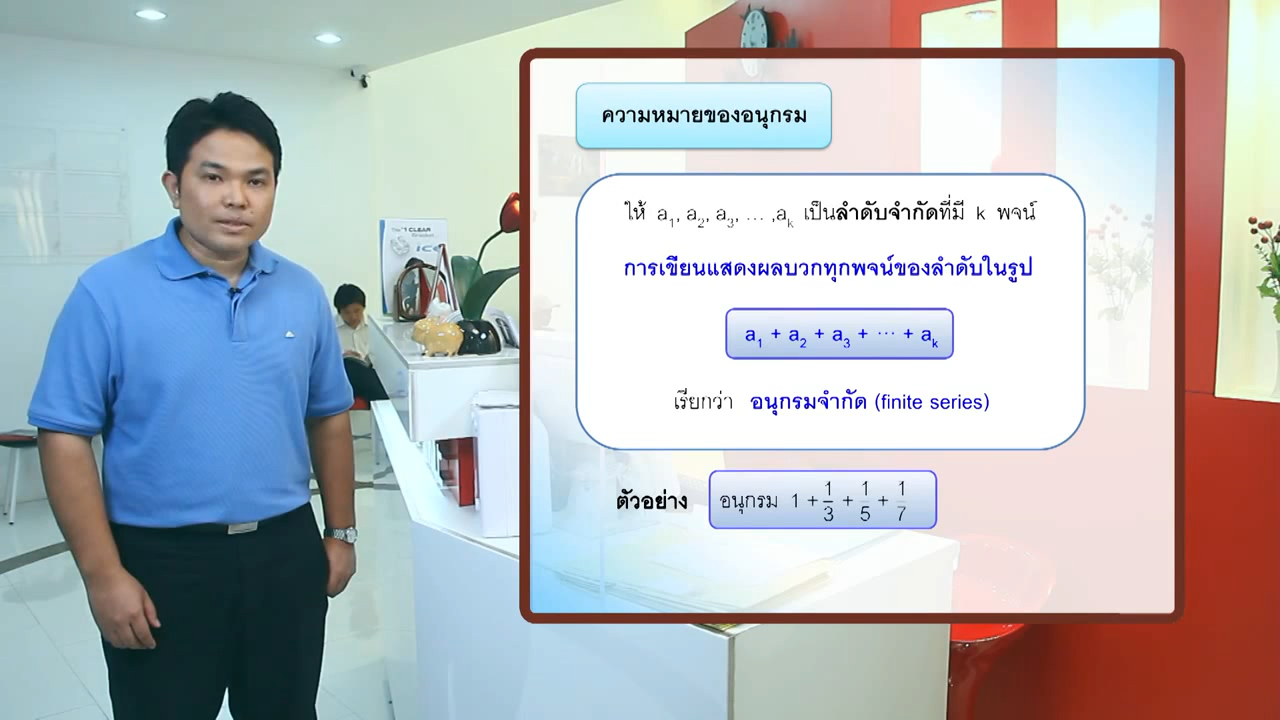 ความหมายของอนุกรม
ให้ a₁, a₂, a₃, … ,aₖ เป็นลำดับจำกัดที่มี k พจน์
การเขียนแสดงผลบวกทุกพจน์ของลำดับในรูป
a₁ + a₂ + a₃ + ⋯ + aₖ
เรียกว่า อนุกรมจำกัด (finite series)
ตัวอย่าง อนุกรม 1 + 1/3 + 1/5 + 1/7
CLEAR
ice